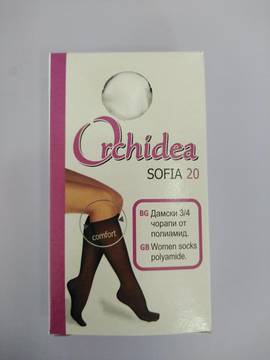 Orchidea
SOFIA 20
BG Дамски 3/4
чорапи от
полиамид.
GB Women socks
polyamide.
comfort